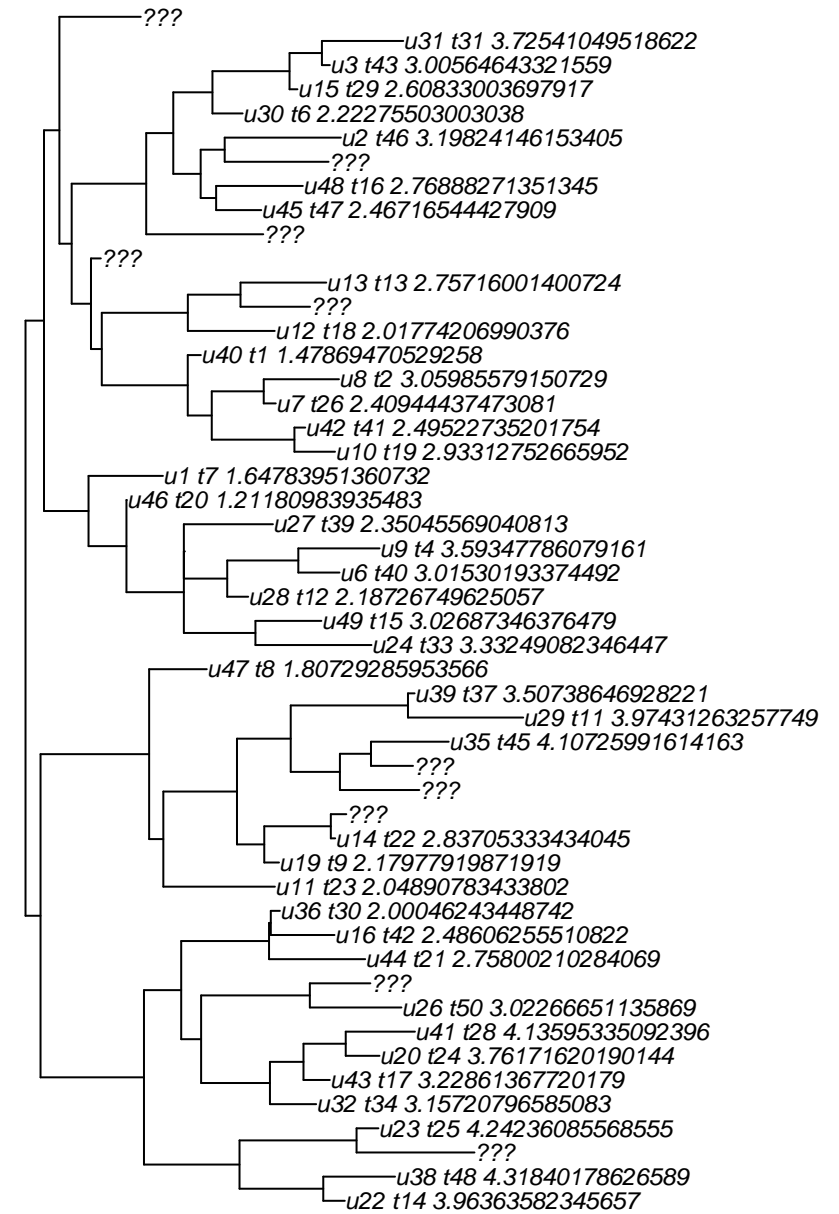 ???
u31 t31 3.72541049518622
u3 t43 3.00564643321559
u15 t29 2.60833003697917
u30 t6 2.22275503003038
u2 t46 3.19824146153405
???
u48 t16 2.76888271351345
u45 t47 2.46716544427909
???
???
u13 t13 2.75716001400724
???
u12 t18 2.01774206990376
u40 t1 1.47869470529258
u8 t2 3.05985579150729
u7 t26 2.40944437473081
u42 t41 2.49522735201754
u10 t19 2.93312752665952
u1 t7 1.64783951360732
u46 t20 1.21180983935483
u27 t39 2.35045569040813
u9 t4 3.59347786079161
u6 t40 3.01530193374492
u28 t12 2.18726749625057
u49 t15 3.02687346376479
u24 t33 3.33249082346447
u47 t8 1.80729285953566
u39 t37 3.50738646928221
u29 t11 3.97431263257749
u35 t45 4.10725991614163
???
???
???
u14 t22 2.83705333434045
u19 t9 2.17977919871919
u11 t23 2.04890783433802
u36 t30 2.00046243448742
u16 t42 2.48606255510822
u44 t21 2.75800210284069
???
u26 t50 3.02266651135869
u41 t28 4.13595335092396
u20 t24 3.76171620190144
u43 t17 3.22861367720179
u32 t34 3.15720796585083
u23 t25 4.24236085568555
???
u38 t48 4.31840178626589
u22 t14 3.96363582345657